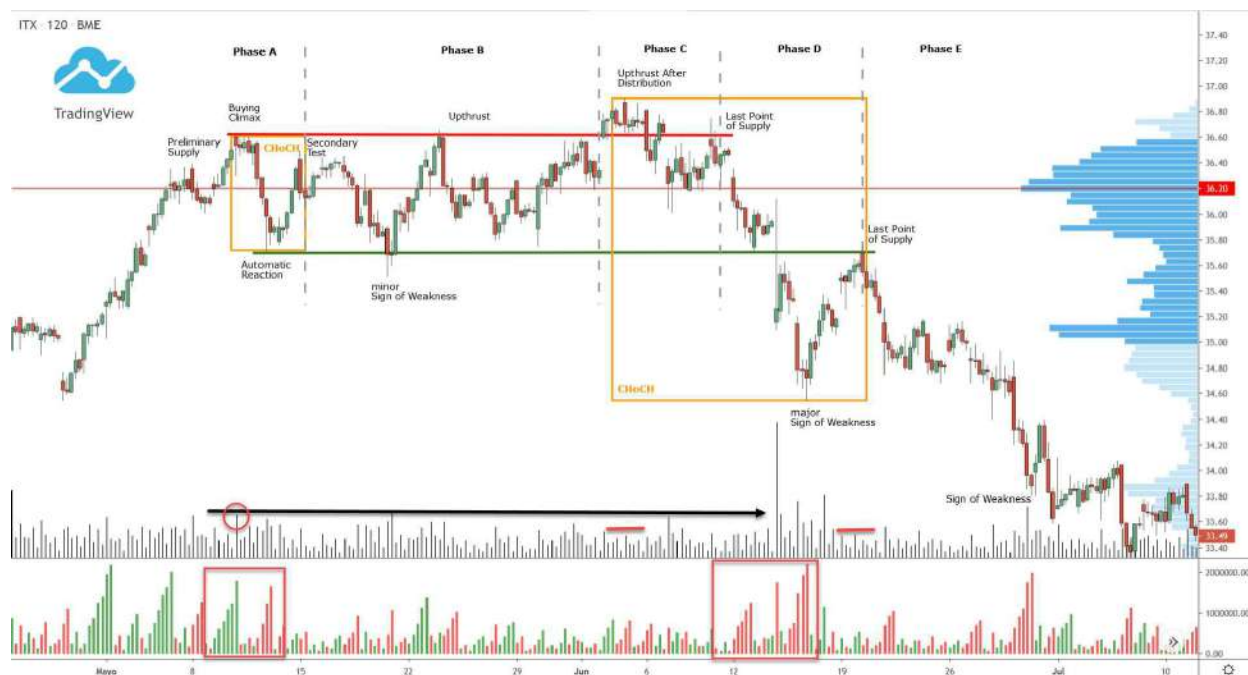 ITX · 120 · BME
TradingView
Phase A
Phase B
Phase C
Phase D
Phase E
Upthrust After
Distribution
Buying
Climax
Upthrust
Last Point
of Supply
Preliminary
Supply
CHoCH
Secondary
Test
Last Point
of Supply
Automatic
Reaction
minor
Sign of Weakness
CHoCH
major
Sign of Weakness
Sign of Weakness
37.40
37.20
37.00
36.80
36.60
36.40
36.20
36.00
35.80
35.60
35.40
35.20
35.00
34.80
34.60
34.40
34.20
34.00
33.80
33.60
33.49
33.40
2000000.00
1000000.00
0.00
Mayo
8
15
22
29
Jun
6
12
19
26
Jul
10